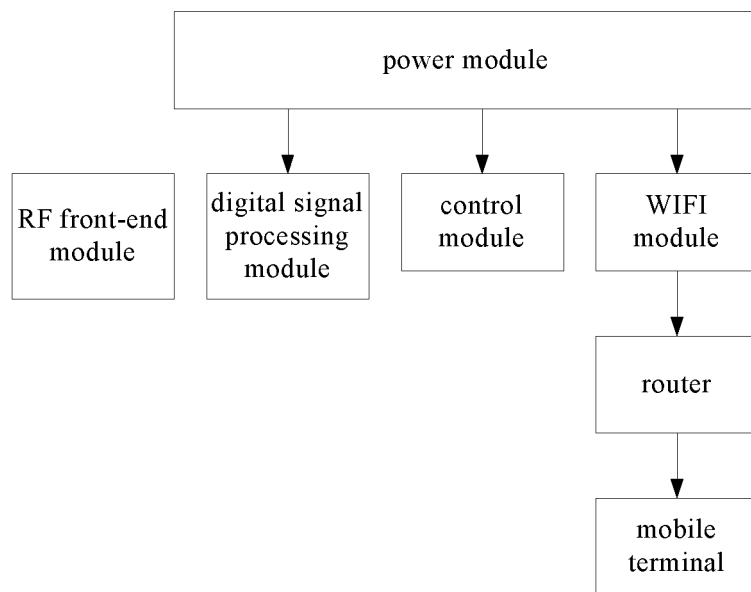 power module
RF front-end
module
digital signal
processing
module
control
module
WIFI
module
router
mobile
terminal